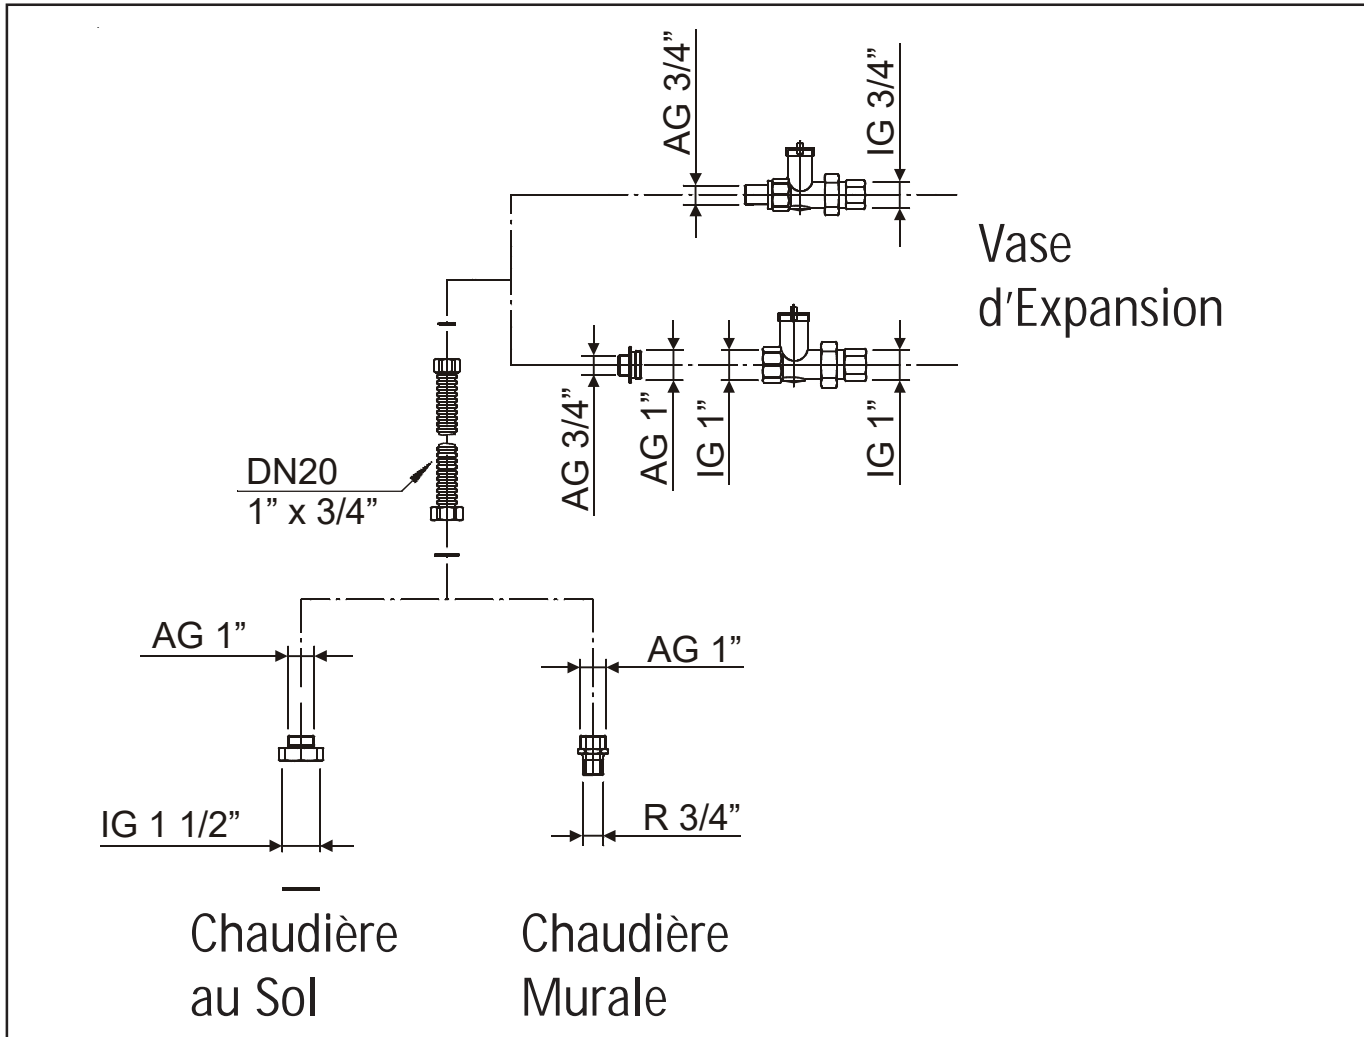 AG 3/4”
IG 3/4”
Vase
d'Expansion
AG 3/4”
AG 1”
IG 1”
IG 1”
DN20
1” x 3/4”
AG 1”
AG 1”
IG 1 1/2”
R 3/4”
Chaudière
au Sol
Chaudière
Murale